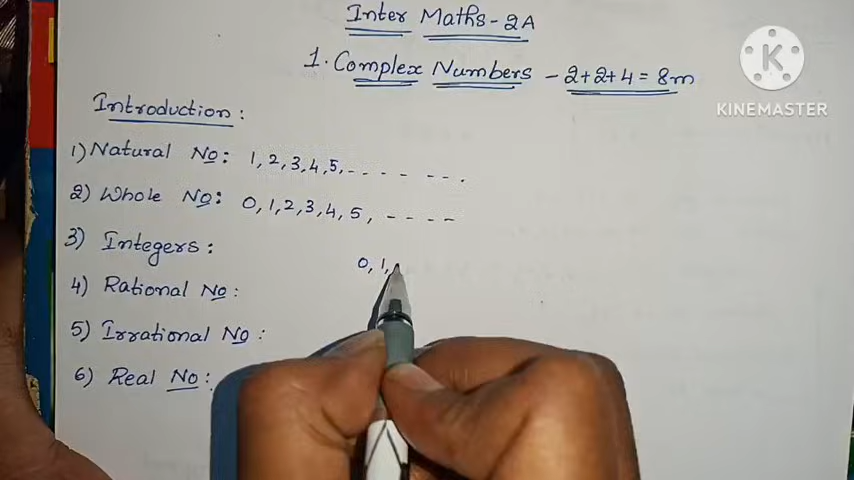 Inter Maths - 2A
1. Complex Numbers - 2+2+4 = 8m
KINEMASTER
Introduction :
1) Natural No : 1, 2, 3, 4, 5, - - - - - - .
2) Whole No : 0, 1, 2, 3, 4, 5, - - - -
3) Integers : 0, 1,
4) Rational No :
5) Irrational No :
6) Real No :